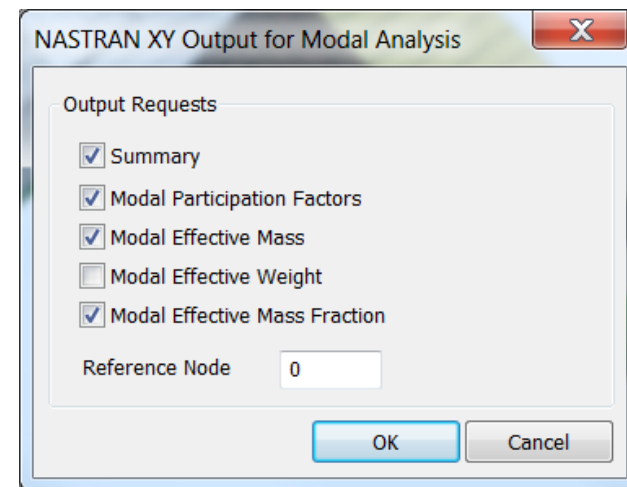 NASTRAN XY Output for Modal Analysis
Output Requests
Summary
Modal Participation Factors
Modal Effective Mass
Modal Effective Weight
Modal Effective Mass Fraction
Reference Node 0
OK Cancel